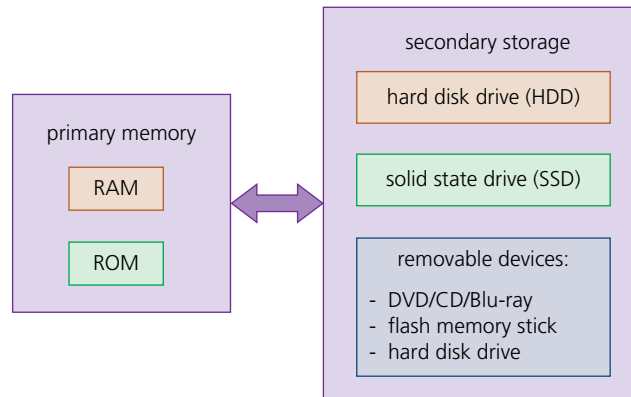 primary memory
RAM
ROM
secondary storage
hard disk drive (HDD)
solid state drive (SSD)
removable devices:
- DVD/CD/Blu-ray
- flash memory stick
- hard disk drive